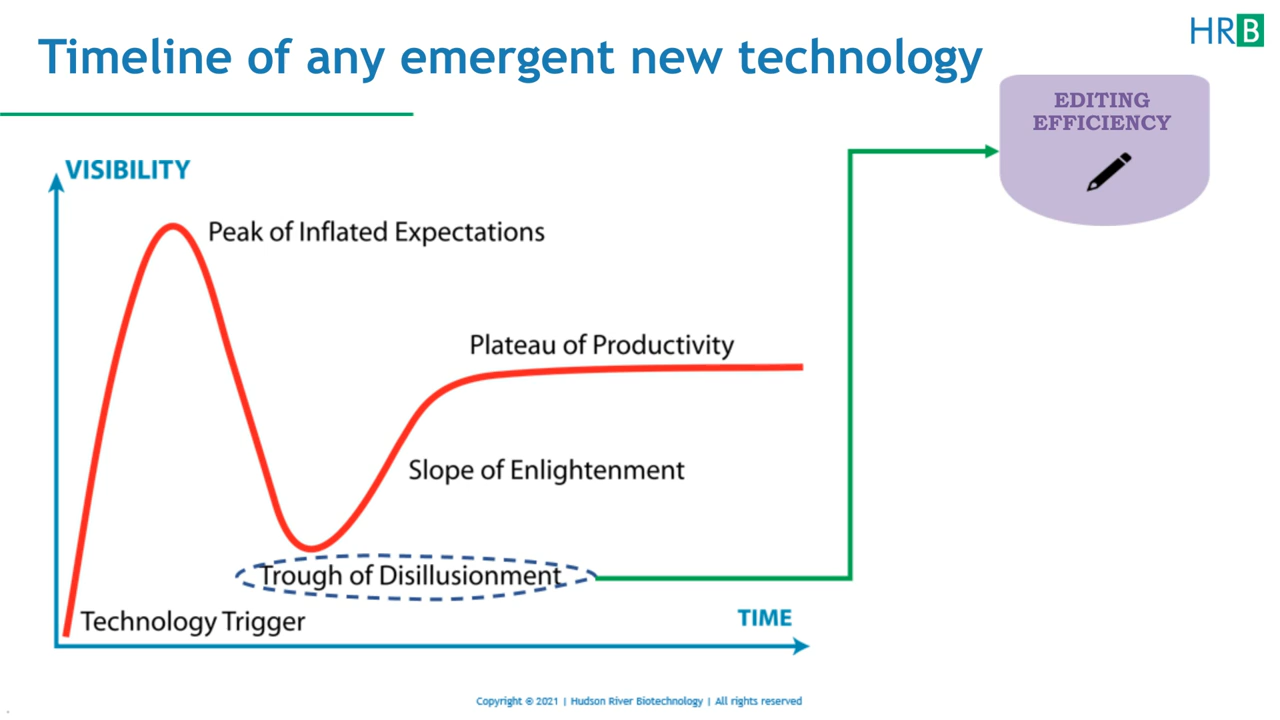 Timeline of any emergent new technology
HRB
EDITING
EFFICIENCY
VISIBILITY
Peak of Inflated Expectations
Plateau of Productivity
Slope of Enlightenment
Trough of Disillusionment
Technology Trigger
TIME
Copyright © 2021 | Hudson River Biotechnology | All rights reserved